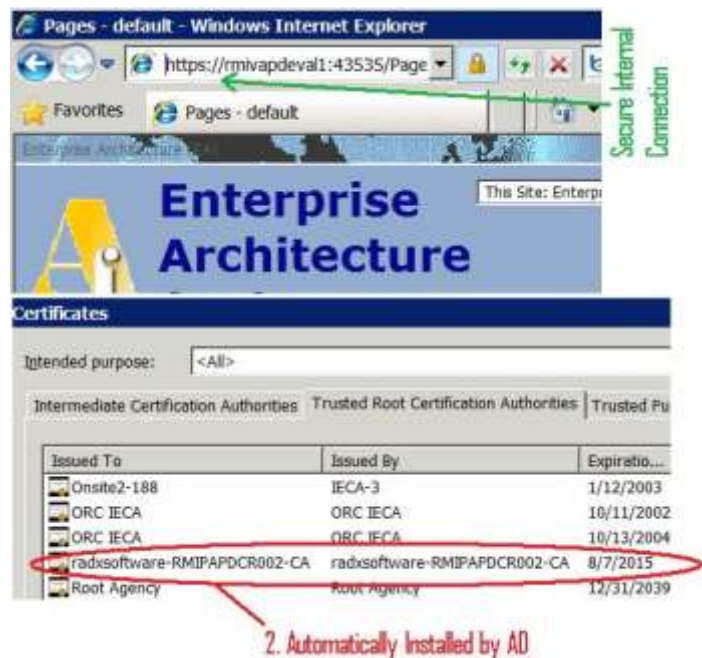 Pages - default - Windows Internet Explorer
https://rmivapdeval1:43535/Page
Favorites
Pages - default
Secure Internal
Connection
Enterprise Architecture
This Site: Enterp
Enterprise
Architecture
Certificates
Intended purpose:
<All>
Intermediate Certification Authorities Trusted Root Certification Authorities Trusted Pu
Issued To Issued By Expiratio...
Onsite2-188 IECA-3 1/12/2003
ORC IECA ORC IECA 10/11/2002
ORC IECA ORC IECA 10/13/2004
radxsoftware-RMIPAPDCR002-CA radxsoftware-RMIPAPDCR002-CA 8/7/2015
Root Agency Root Agency 12/31/2039
2. Automatically Installed by AD